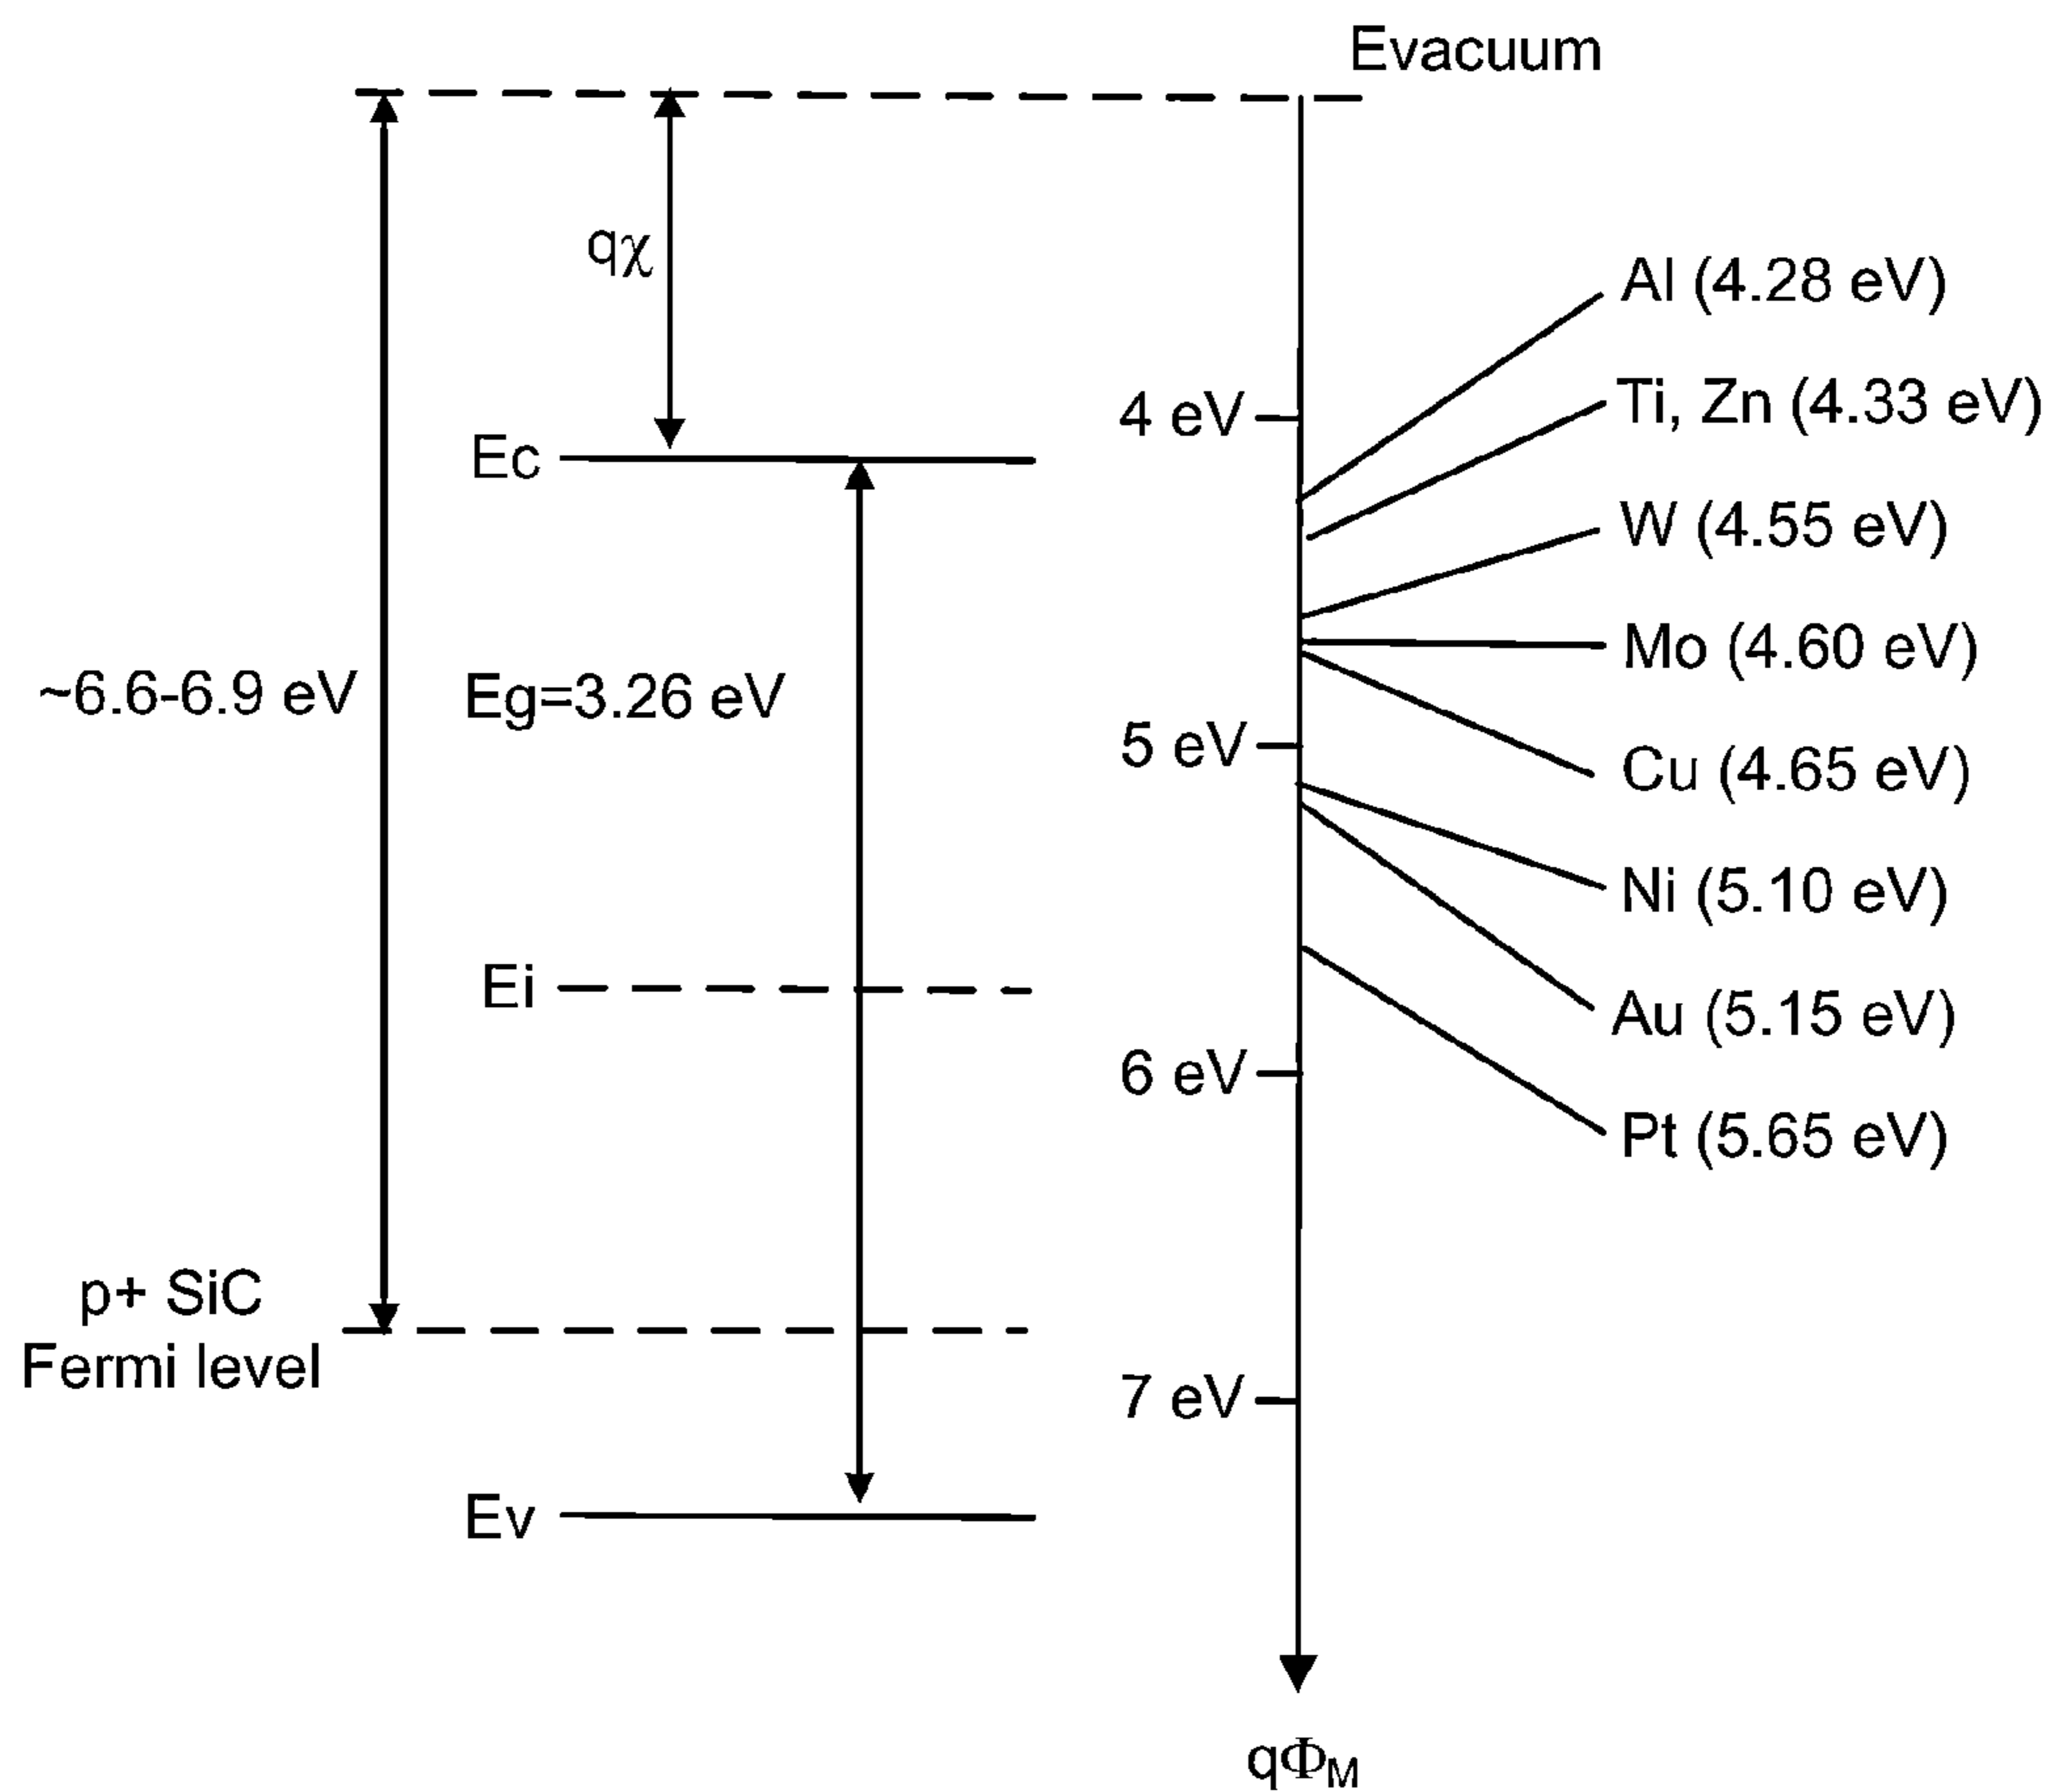 Evacuum
qχ
Al (4.28 eV)
Ti, Zn (4.33 eV)
4 eV
Ec
W (4.55 eV)
Mo (4.60 eV)
~6.6-6.9 eV
Eg=3.26 eV
5 eV
Cu (4.65 eV)
Ni (5.10 eV)
Ei
Au (5.15 eV)
6 eV
Pt (5.65 eV)
p+ SiC
Fermi level
7 eV
Ev
qΦM